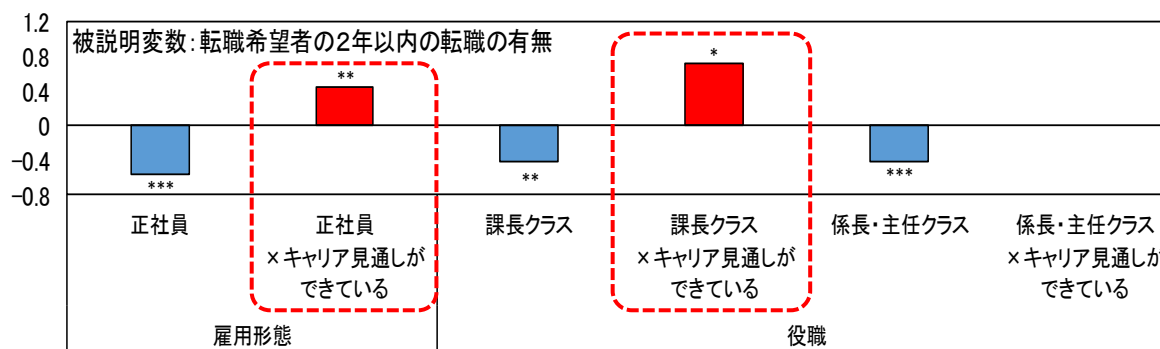 1.2
0.8
0.4
0
-0.4
-0.8
被説明変数：転職希望者の2年以内の転職の有無
***
**
**
*
***
正社員
正社員
×キャリア見通しが
できている
課長クラス
課長クラス
×キャリア見通しが
できている
係長・主任クラス
係長・主任クラス
×キャリア見通しが
できている
雇用形態
役職